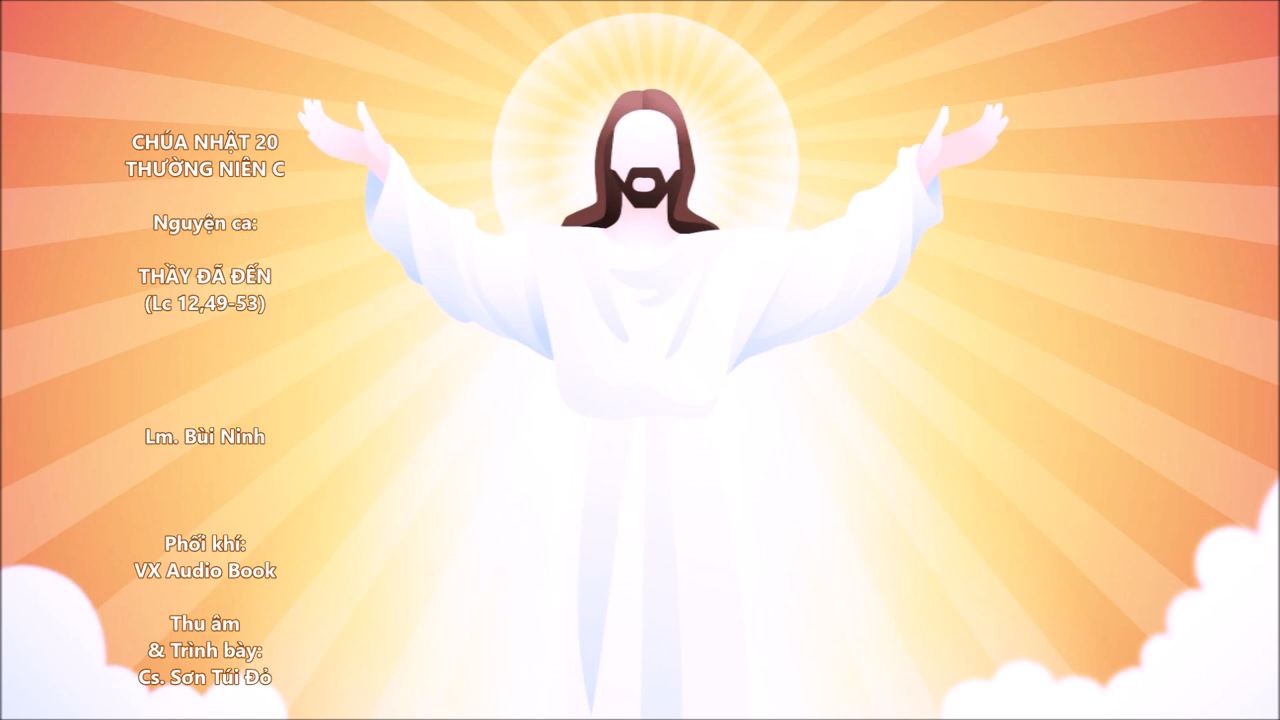 CHÚA NHẬT 20
THƯỜNG NIÊN C
Nguyện ca:
THẦY ĐÃ ĐẾN
(Lc 12,49-53)
Lm. Bùi Ninh
Phối khí:
VX Audio Book
Thu âm
& Trình bày:
Cs. Sơn Túi Đỏ